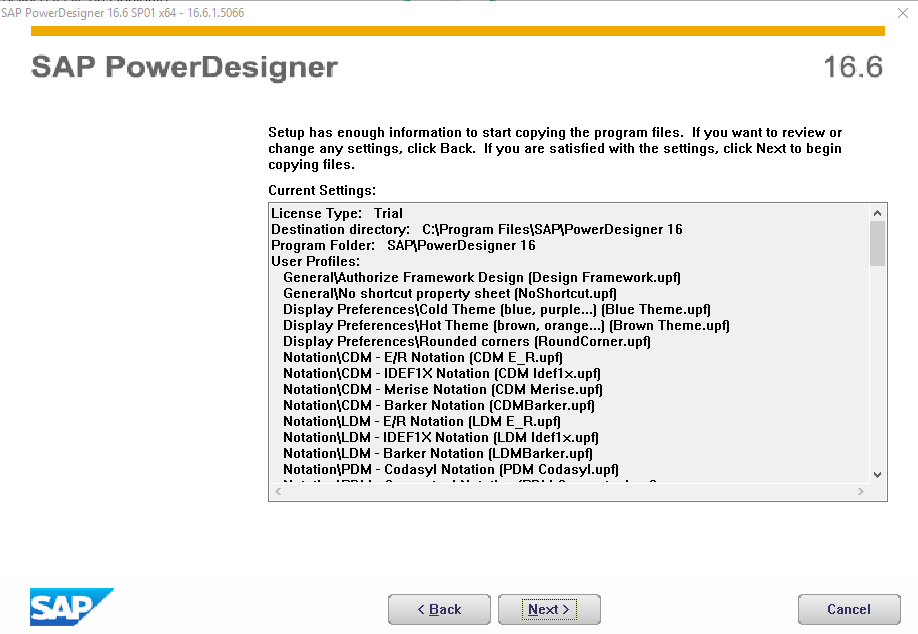 SAP PowerDesigner 16.6 SP01 x64 - 16.6.1.5066
SAP PowerDesigner
16.6
Setup has enough information to start copying the program files. If you want to review or
change any settings, click Back. If you are satisfied with the settings, click Next to begin
copying files.
Current Settings:
License Type: Trial
Destination directory: C:\Program Files\SAP\PowerDesigner 16
Program Folder: SAP\PowerDesigner 16
User Profiles:
General\Authorize Framework Design (Design Framework.upf)
General\No shortcut property sheet (NoShortcut.upf)
Display Preferences\Cold Theme (blue, purple...) (Blue Theme.upf)
Display Preferences\Hot Theme (brown, orange...) (Brown Theme.upf)
Display Preferences\Rounded corners (RoundCorner.upf)
Notation\CDM - E/R Notation (CDM E_R.upf)
Notation\CDM - IDEF1X Notation (CDM Idef1x.upf)
Notation\CDM - Merise Notation (CDM Merise.upf)
Notation\CDM - Barker Notation (CDMBarker.upf)
Notation\LDM - E/R Notation (LDM E_R.upf)
Notation\LDM - IDEF1X Notation (LDM Idef1x.upf)
Notation\LDM - Barker Notation (LDMBarker.upf)
Notation\PDM - Codasyl Notation (PDM Codasyl.upf)
SAP
< Back
Next >
Cancel